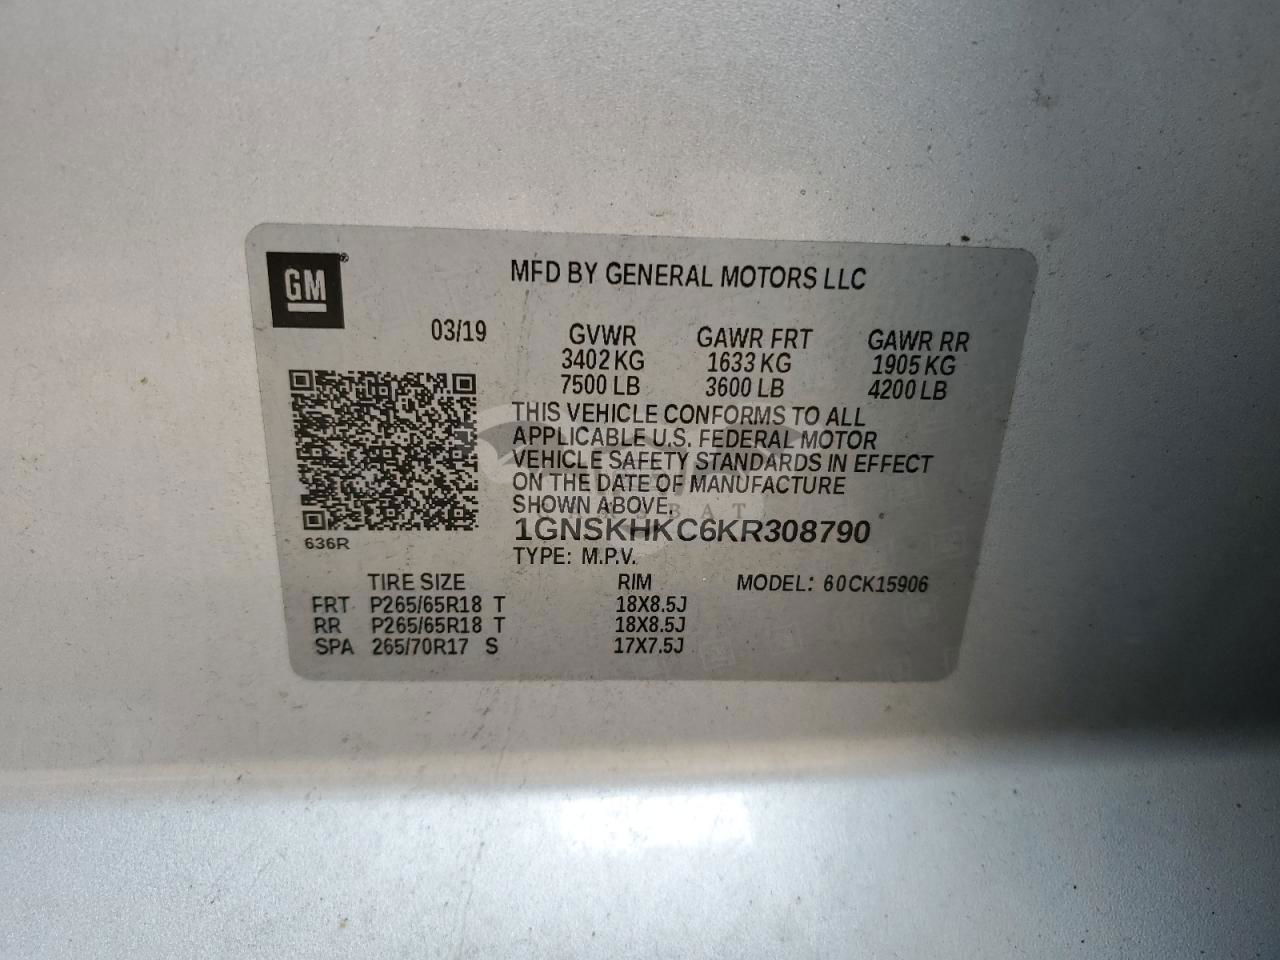 GM
MFD BY GENERAL MOTORS LLC
03/19 GVWR GAWR FRT GAWR RR
3402 KG 1633 KG 1905 KG
7500 LB 3600 LB 4200 LB
THIS VEHICLE CONFORMS TO ALL
APPLICABLE U.S. FEDERAL MOTOR
VEHICLE SAFETY STANDARDS IN EFFECT
ON THE DATE OF MANUFACTURE
SHOWN ABOVE.
1GNSKHKC6KR308790
636R
TYPE: M.P.V.
TIRE SIZE RIM MODEL: 60CK15906
FRT P265/65R18 T 18X8.5J
RR P265/65R18 T 18X8.5J
SPA 265/70R17 S 17X7.5J